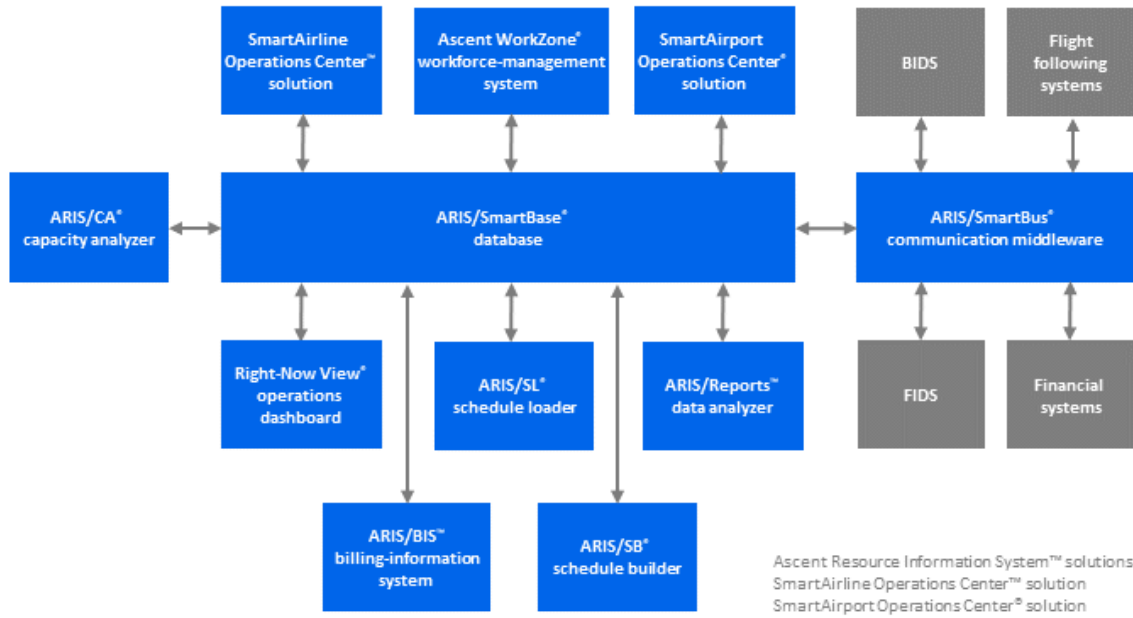 SmartAirline
Operations Center™
solution
Ascent WorkZone®
workforce-management
system
SmartAirport
Operations Center®
solution
BIDS
Flight
following
systems
ARIS/CA®
capacity analyzer
ARIS/SmartBase®
database
ARIS/SmartBus®
communication middleware
Right-Now View®
operations
dashboard
ARIS/SL®
schedule loader
ARIS/Reports™
data analyzer
FIDS
Financial
systems
ARIS/BIS™
billing-information
system
ARIS/SB®
schedule builder
Ascent Resource Information System™ solutions
SmartAirline Operations Center™ solution
SmartAirport Operations Center® solution